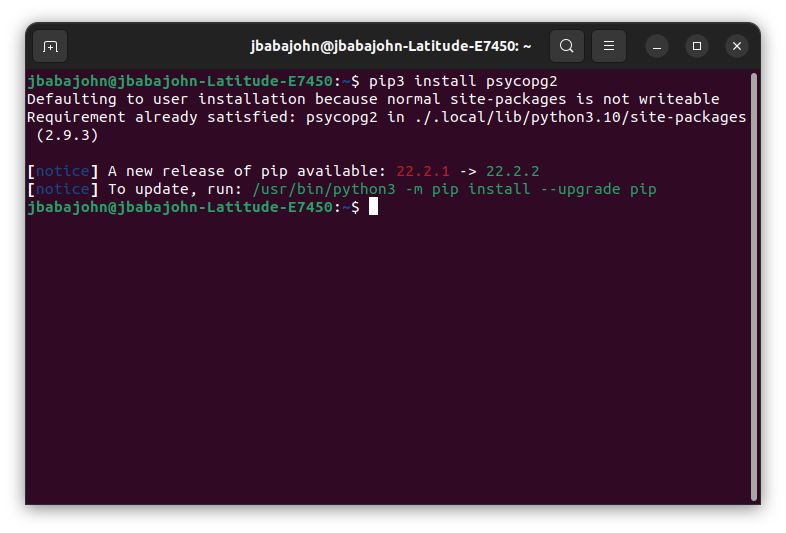 jbabajohn@jbabajohn-Latitude-E7450: ~
jbabajohn@jbabajohn-Latitude-E7450:~$ pip3 install psycopg2
Defaulting to user installation because normal site-packages is not writeable
Requirement already satisfied: psycopg2 in ./.local/lib/python3.10/site-packages
 (2.9.3)
[notice] A new release of pip available: 22.2.1 -> 22.2.2
[notice] To update, run: /usr/bin/python3 -m pip install --upgrade pip
jbabajohn@jbabajohn-Latitude-E7450:~$